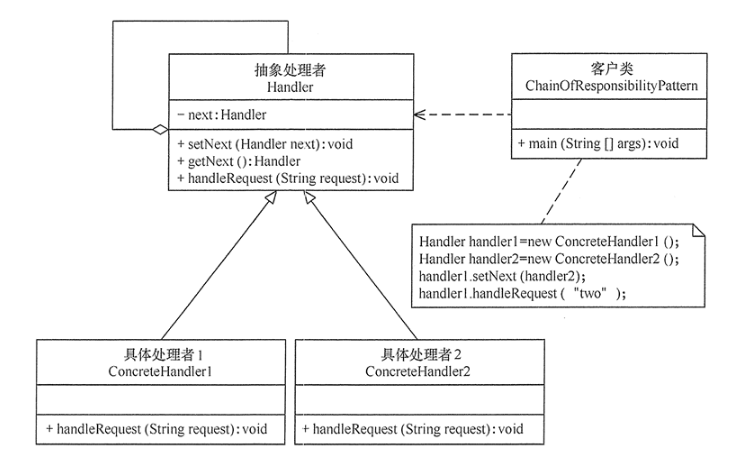 抽象处理者
Handler
- next:Handler
+ setNext (Handler next):void
+ getNext ():Handler
+ handleRequest (String request):void
客户类
ChainOfResponsibilityPattern
+ main (String [] args):void
Handler handler1=new ConcreteHandler1 ();
Handler handler2=new ConcreteHandler2 ();
handler1.setNext (handler2);
handler1.handleRequest ( "two" );
具体处理者1
ConcreteHandler1
+ handleRequest (String request):void
具体处理者2
ConcreteHandler2
+ handleRequest (String request):void